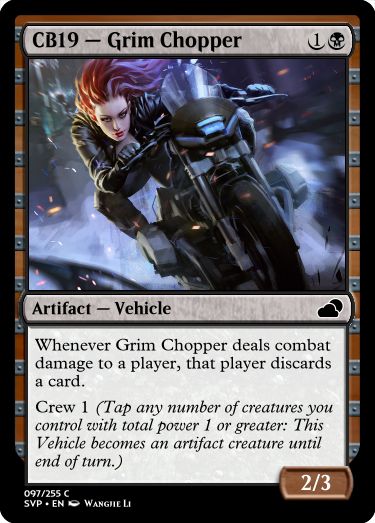 CB19 — Grim Chopper 1
Artifact — Vehicle
Whenever Grim Chopper deals combat
damage to a player, that player discards
a card.
Crew 1 (Tap any number of creatures you
control with total power 1 or greater: This
Vehicle becomes an artifact creature until
end of turn.)
2/3
097/255 C
SVP • EN Wangjie Li